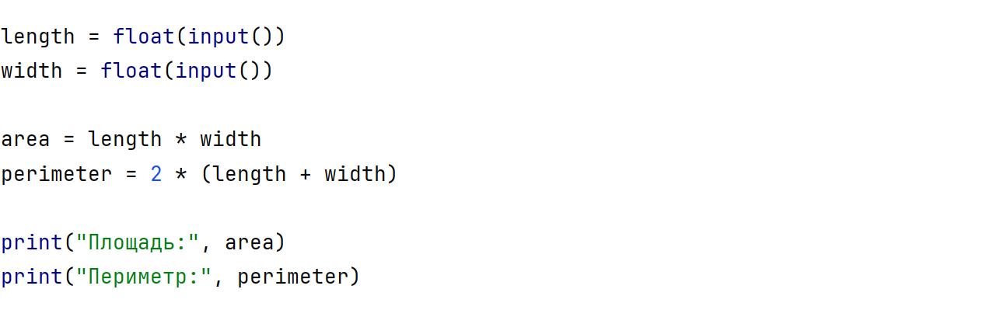 length = float(input())
width = float(input())

area = length * width
perimeter = 2 * (length + width)

print("Площадь:", area)
print("Периметр:", perimeter)